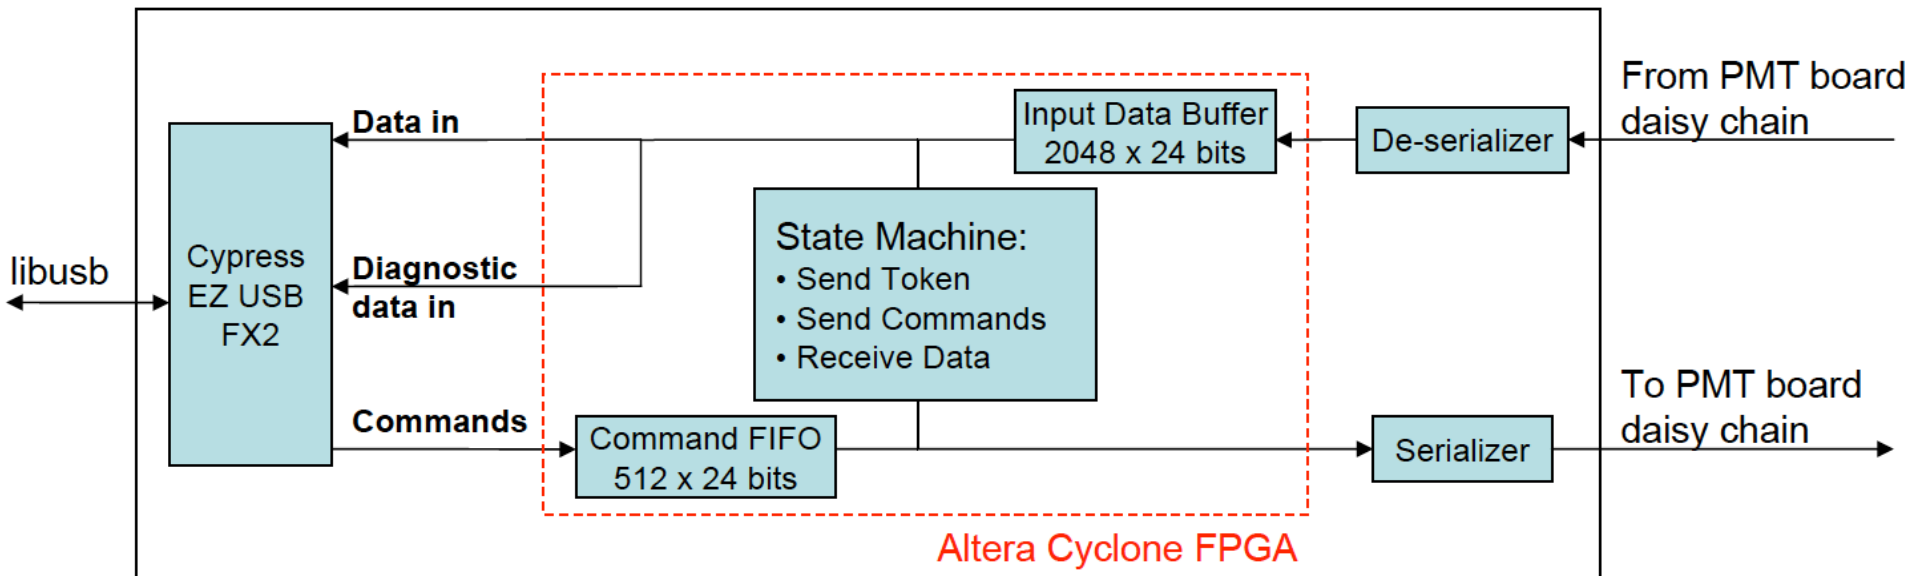 From PMT board
daisy chain
Data in
Input Data Buffer
2048 x 24 bits
De-serializer
State Machine:
• Send Token
• Send Commands
• Receive Data
libusb
Cypress
EZ USB
FX2
Diagnostic
data in
Commands
Command FIFO
512 x 24 bits
Serializer
To PMT board
daisy chain
Altera Cyclone FPGA